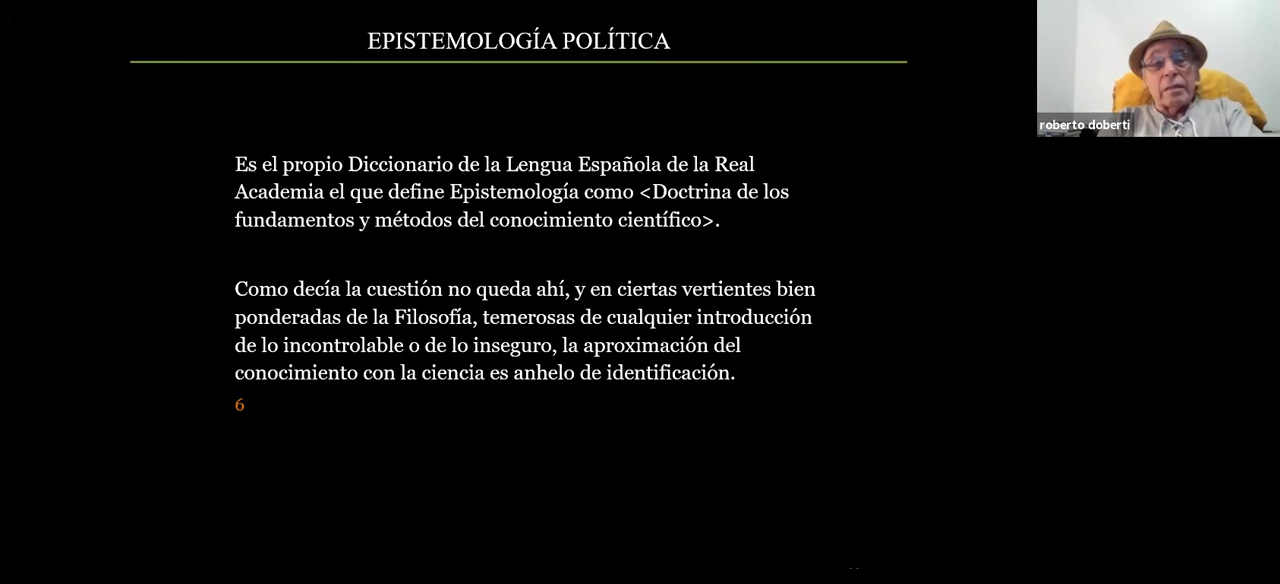 EPISTEMOLOGÍA POLÍTICA
roberto doberti
Es el propio Diccionario de la Lengua Española de la Real
Academia el que define Epistemología como <Doctrina de los
fundamentos y métodos del conocimiento científico>.
Como decía la cuestión no queda ahí, y en ciertas vertientes bien
ponderadas de la Filosofía, temerosas de cualquier introducción
de lo incontrolable o de lo inseguro, la aproximación del
conocimiento con la ciencia es anhelo de identificación.
6